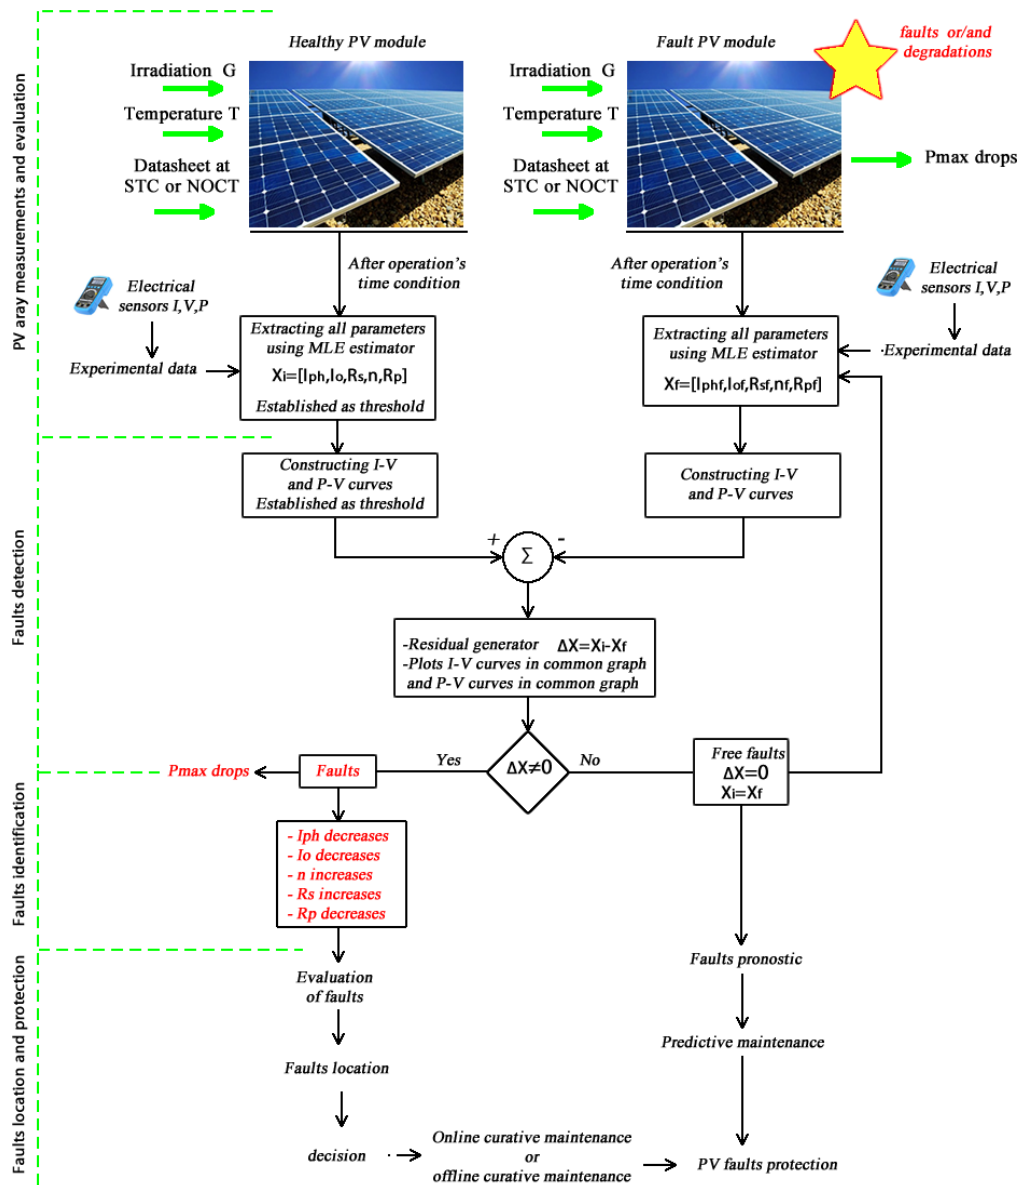 Healthy PV module
Fault PV module
faults or/and
degradations
Irradiation G
Temperature T
Datasheet at
STC or NOCT
Irradiation G
Temperature T
Datasheet at
STC or NOCT
Pmax drops
PV array measurements and evaluation
After operation's
time condition
After operation's
time condition
Electrical
sensors I,V,P
Experimental data
Electrical
sensors I,V,P
Experimental data
Extracting all parameters
using MLE estimator
Xi=[Iph,Io,Rs,n,Rp]
Established as threshold
Extracting all parameters
using MLE estimator
Xf=[Iphf,Iof,Rsf,nf,Rpf]
Faults detection
Constructing I-V
and P-V curves
Established as threshold
Constructing I-V
and P-V curves
+
-
Σ
-Residual generator ΔX=Xi-Xf
-Plots I-V curves in common graph
and P-V curves in common graph
ΔX≠0
Yes
No
Faults
Pmax drops
Free faults
ΔX=0
Xi=Xf
Faults identification
- Iph decreases
- Io decreases
- n increases
- Rs increases
- Rp decreases
Faults location and protection
Evaluation
of faults
Faults location
decision
Online curative maintenance
or
offline curative maintenance
Faults pronostic
Predictive maintenance
PV faults protection